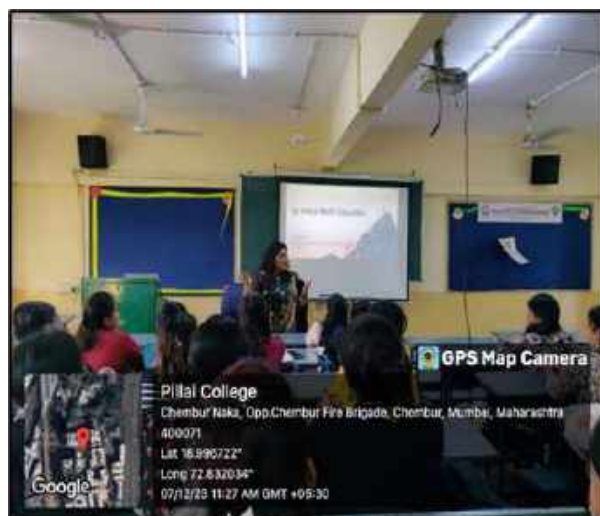 GPS Map Camera
Pillai College
Chembur Naka, Opp.Chembur Fire Brigade, Chembur, Mumbai, Maharashtra
400071
Lat 18.996722°
Long 72.832034°
07/12/23 11:27 AM GMT +05:30
Google